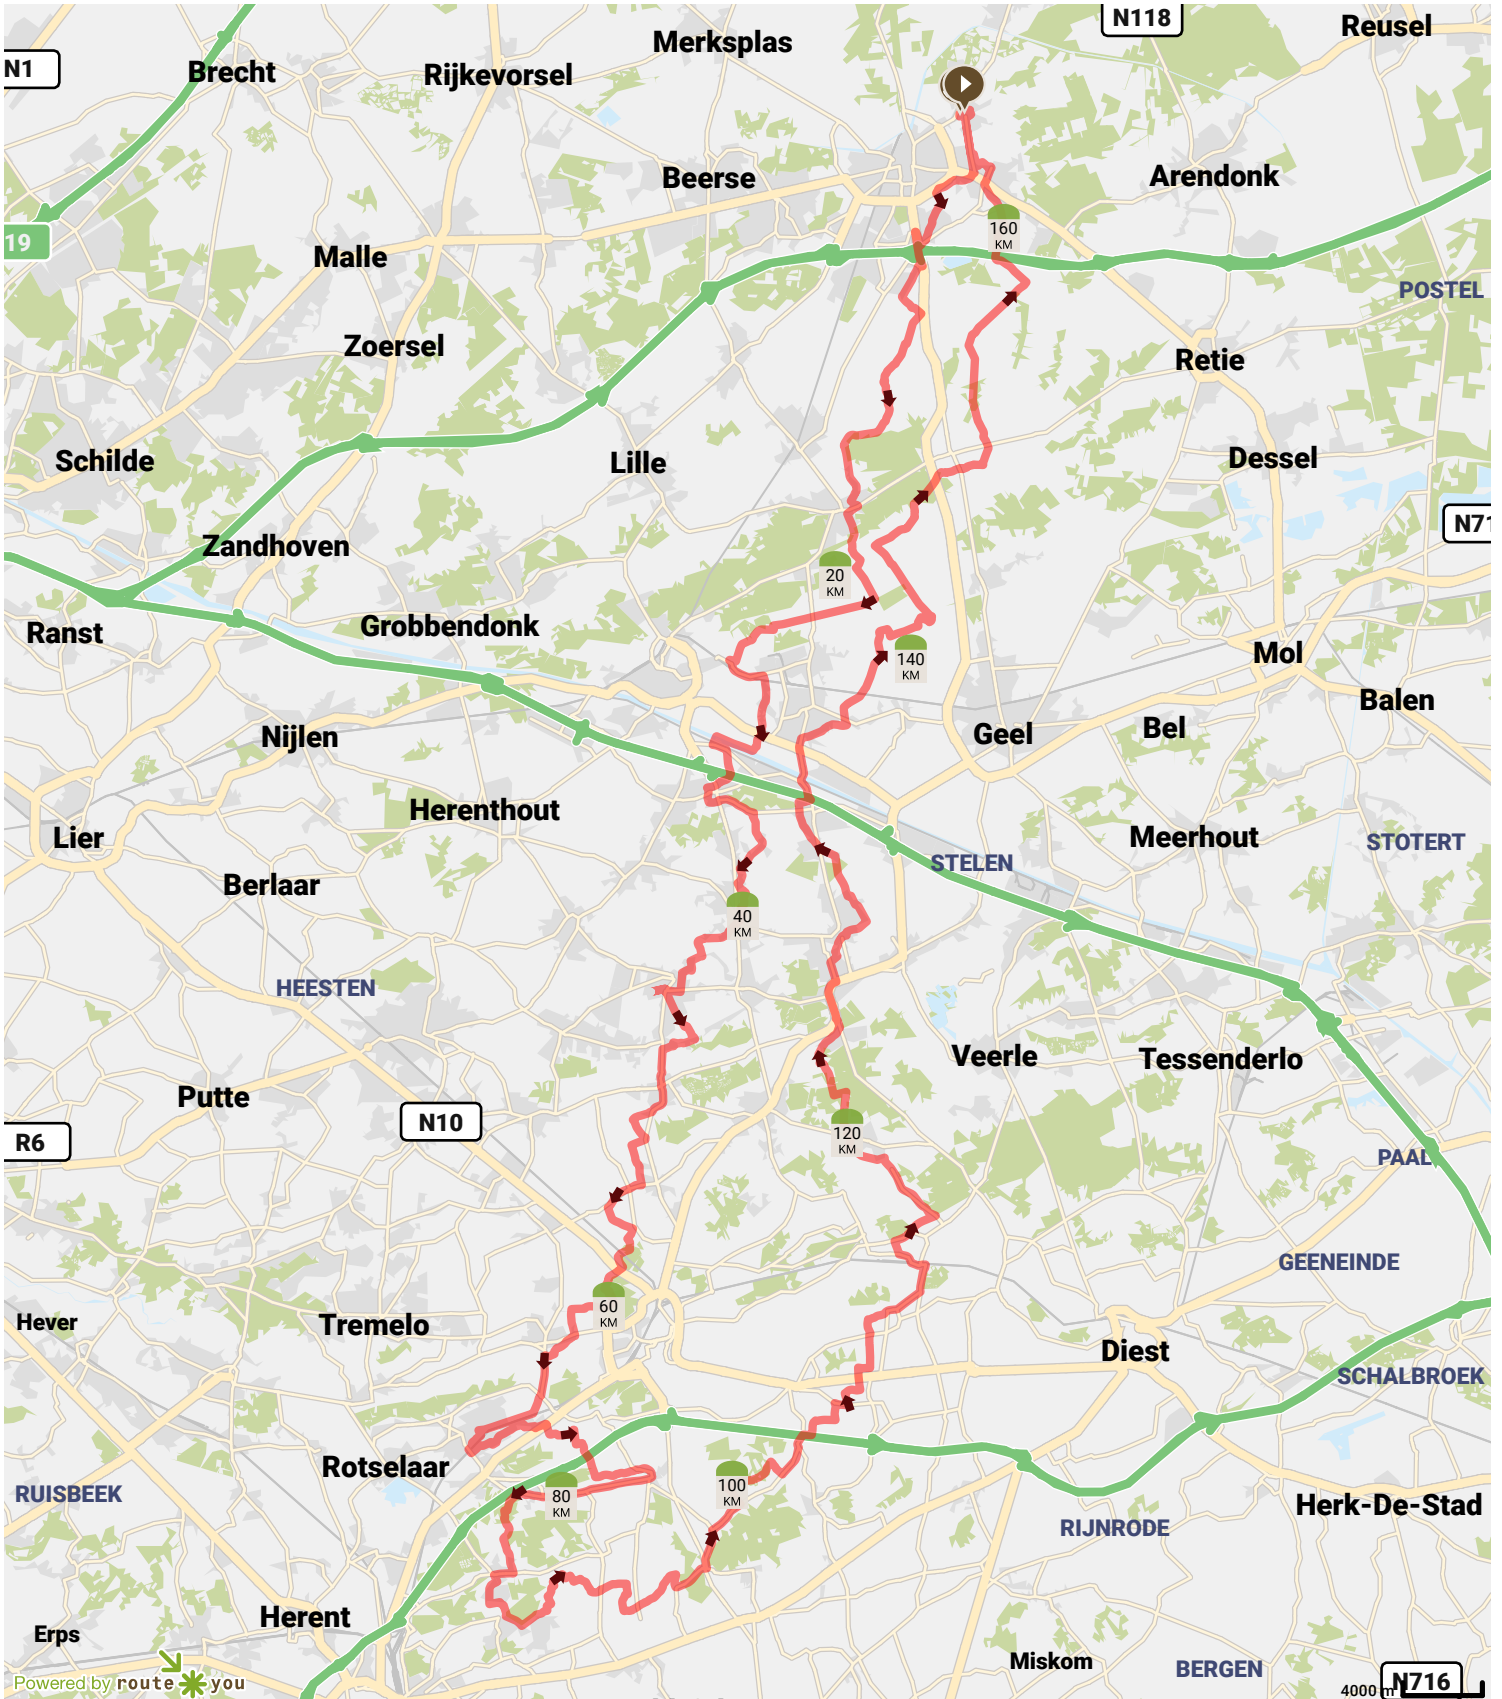 N118
Reusel
Merksplas
N1
Brecht
Rijkevorsel
Beerse
Arendonk
19
160
KM
Malle
POSTEL
Zoersel
Retie
Schilde
Lille
Dessel
N71
Zandhoven
20
KM
Ranst
Grobbendonk
140
KM
Mol
Balen
Nijlen
Geel
Bel
Herenthout
Lier
Meerhout
STOTERT
STELEN
Berlaar
40
KM
HEESTEN
Veerle
Tessenderlo
Putte
N10
R6
120
KM
PAAL
GEENEINDE
60
KM
Hever
Tremelo
Diest
SCHALBROEK
Rotselaar
RUISBEEK
80
KM
100
KM
Herk-De-Stad
RIJNRODE
Herent
Erps
Miskom
BERGEN
Powered by route you
4000 m
N716